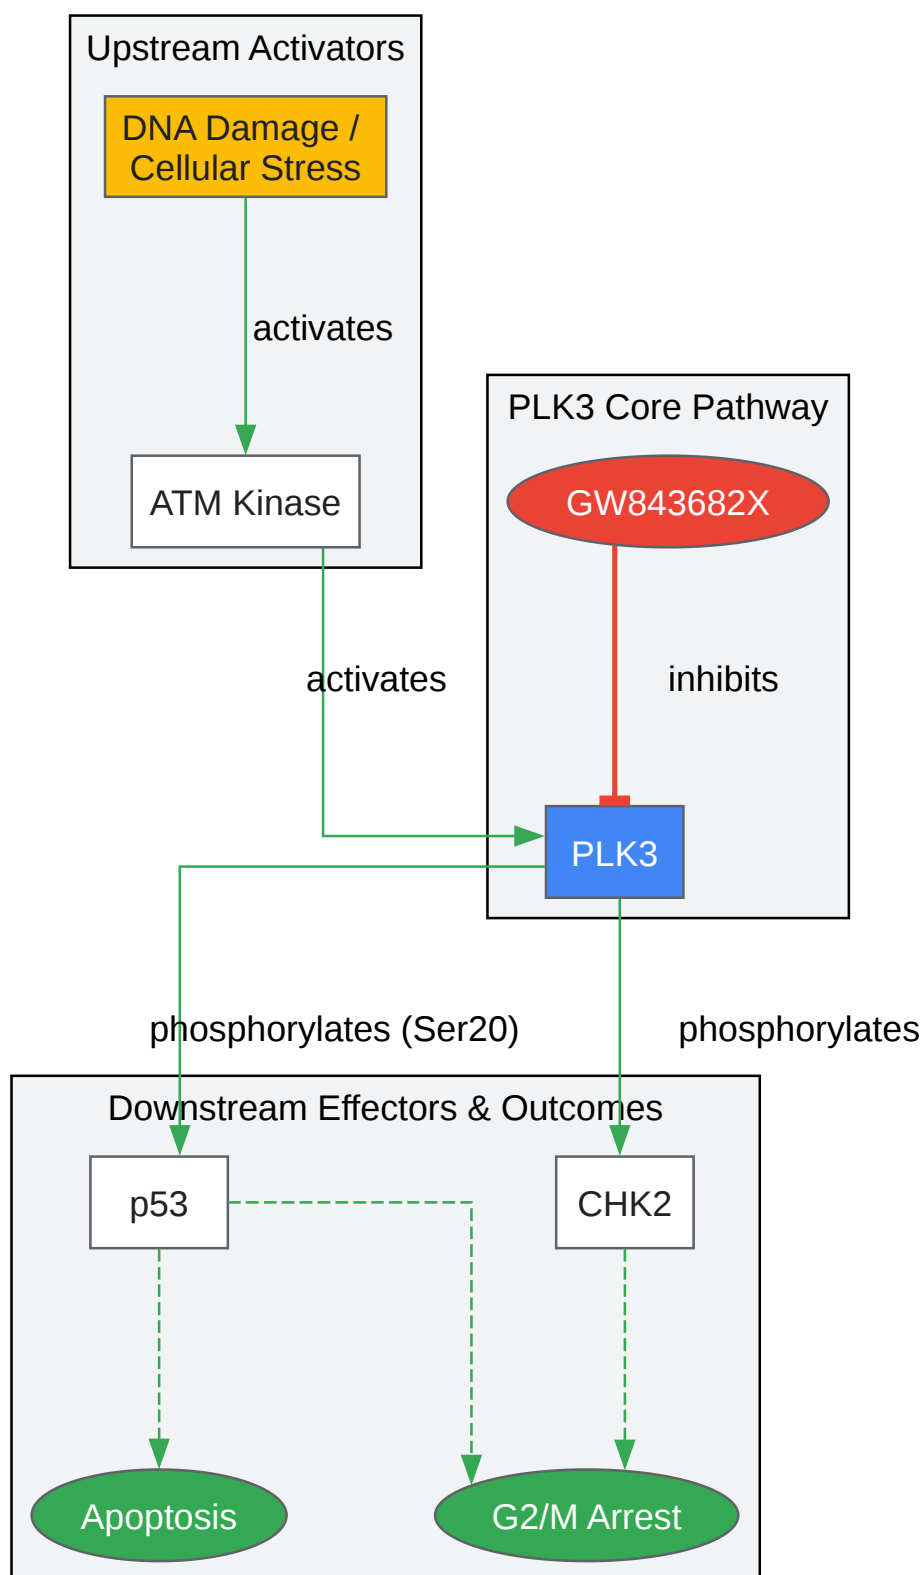 Upstream Activators
DNA Damage /
Cellular Stress
activates
ATM Kinase
PLK3 Core Pathway
GW843682X
activates
inhibits
PLK3
phosphorylates (Ser20)
phosphorylates
Downstream Effectors & Outcomes
p53
CHK2
Apoptosis
G2/M Arrest